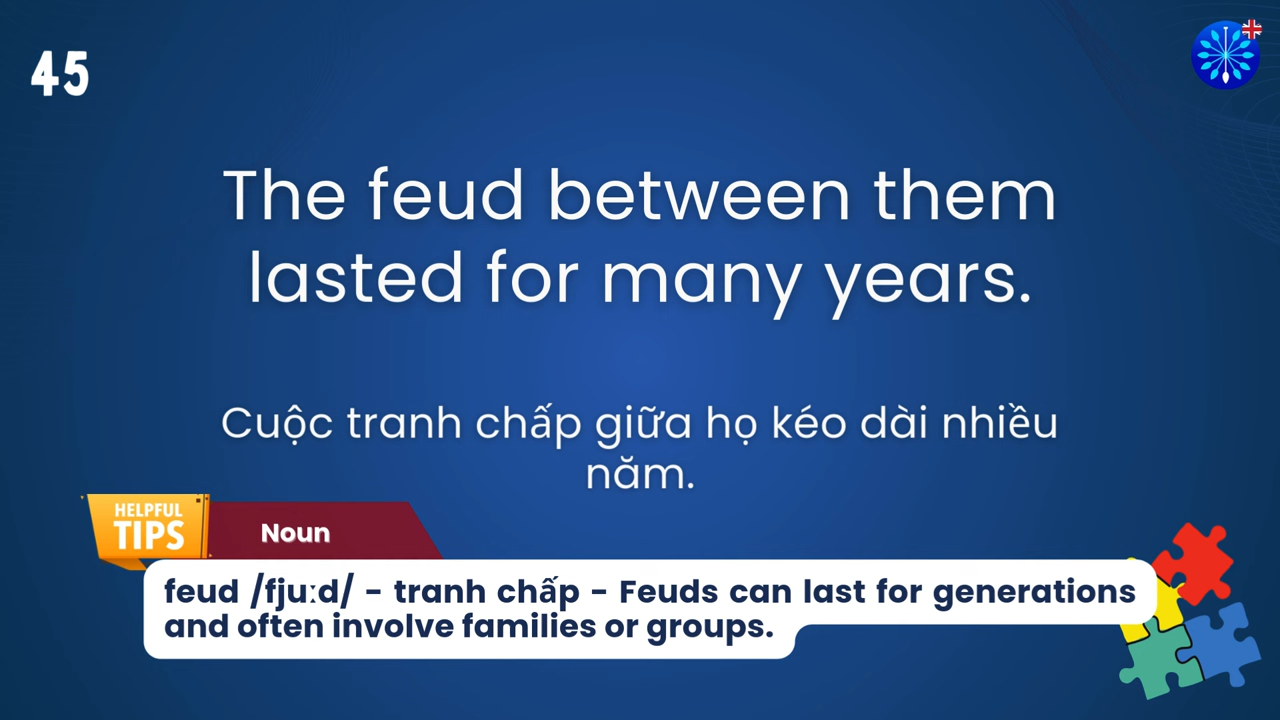 45
The feud between them
lasted for many years.
Cuộc tranh chấp giữa họ kéo dài nhiều
năm.
HELPFUL
TIPS
Noun
feud /fjuːd/ - tranh chấp - Feuds can last for generations
and often involve families or groups.